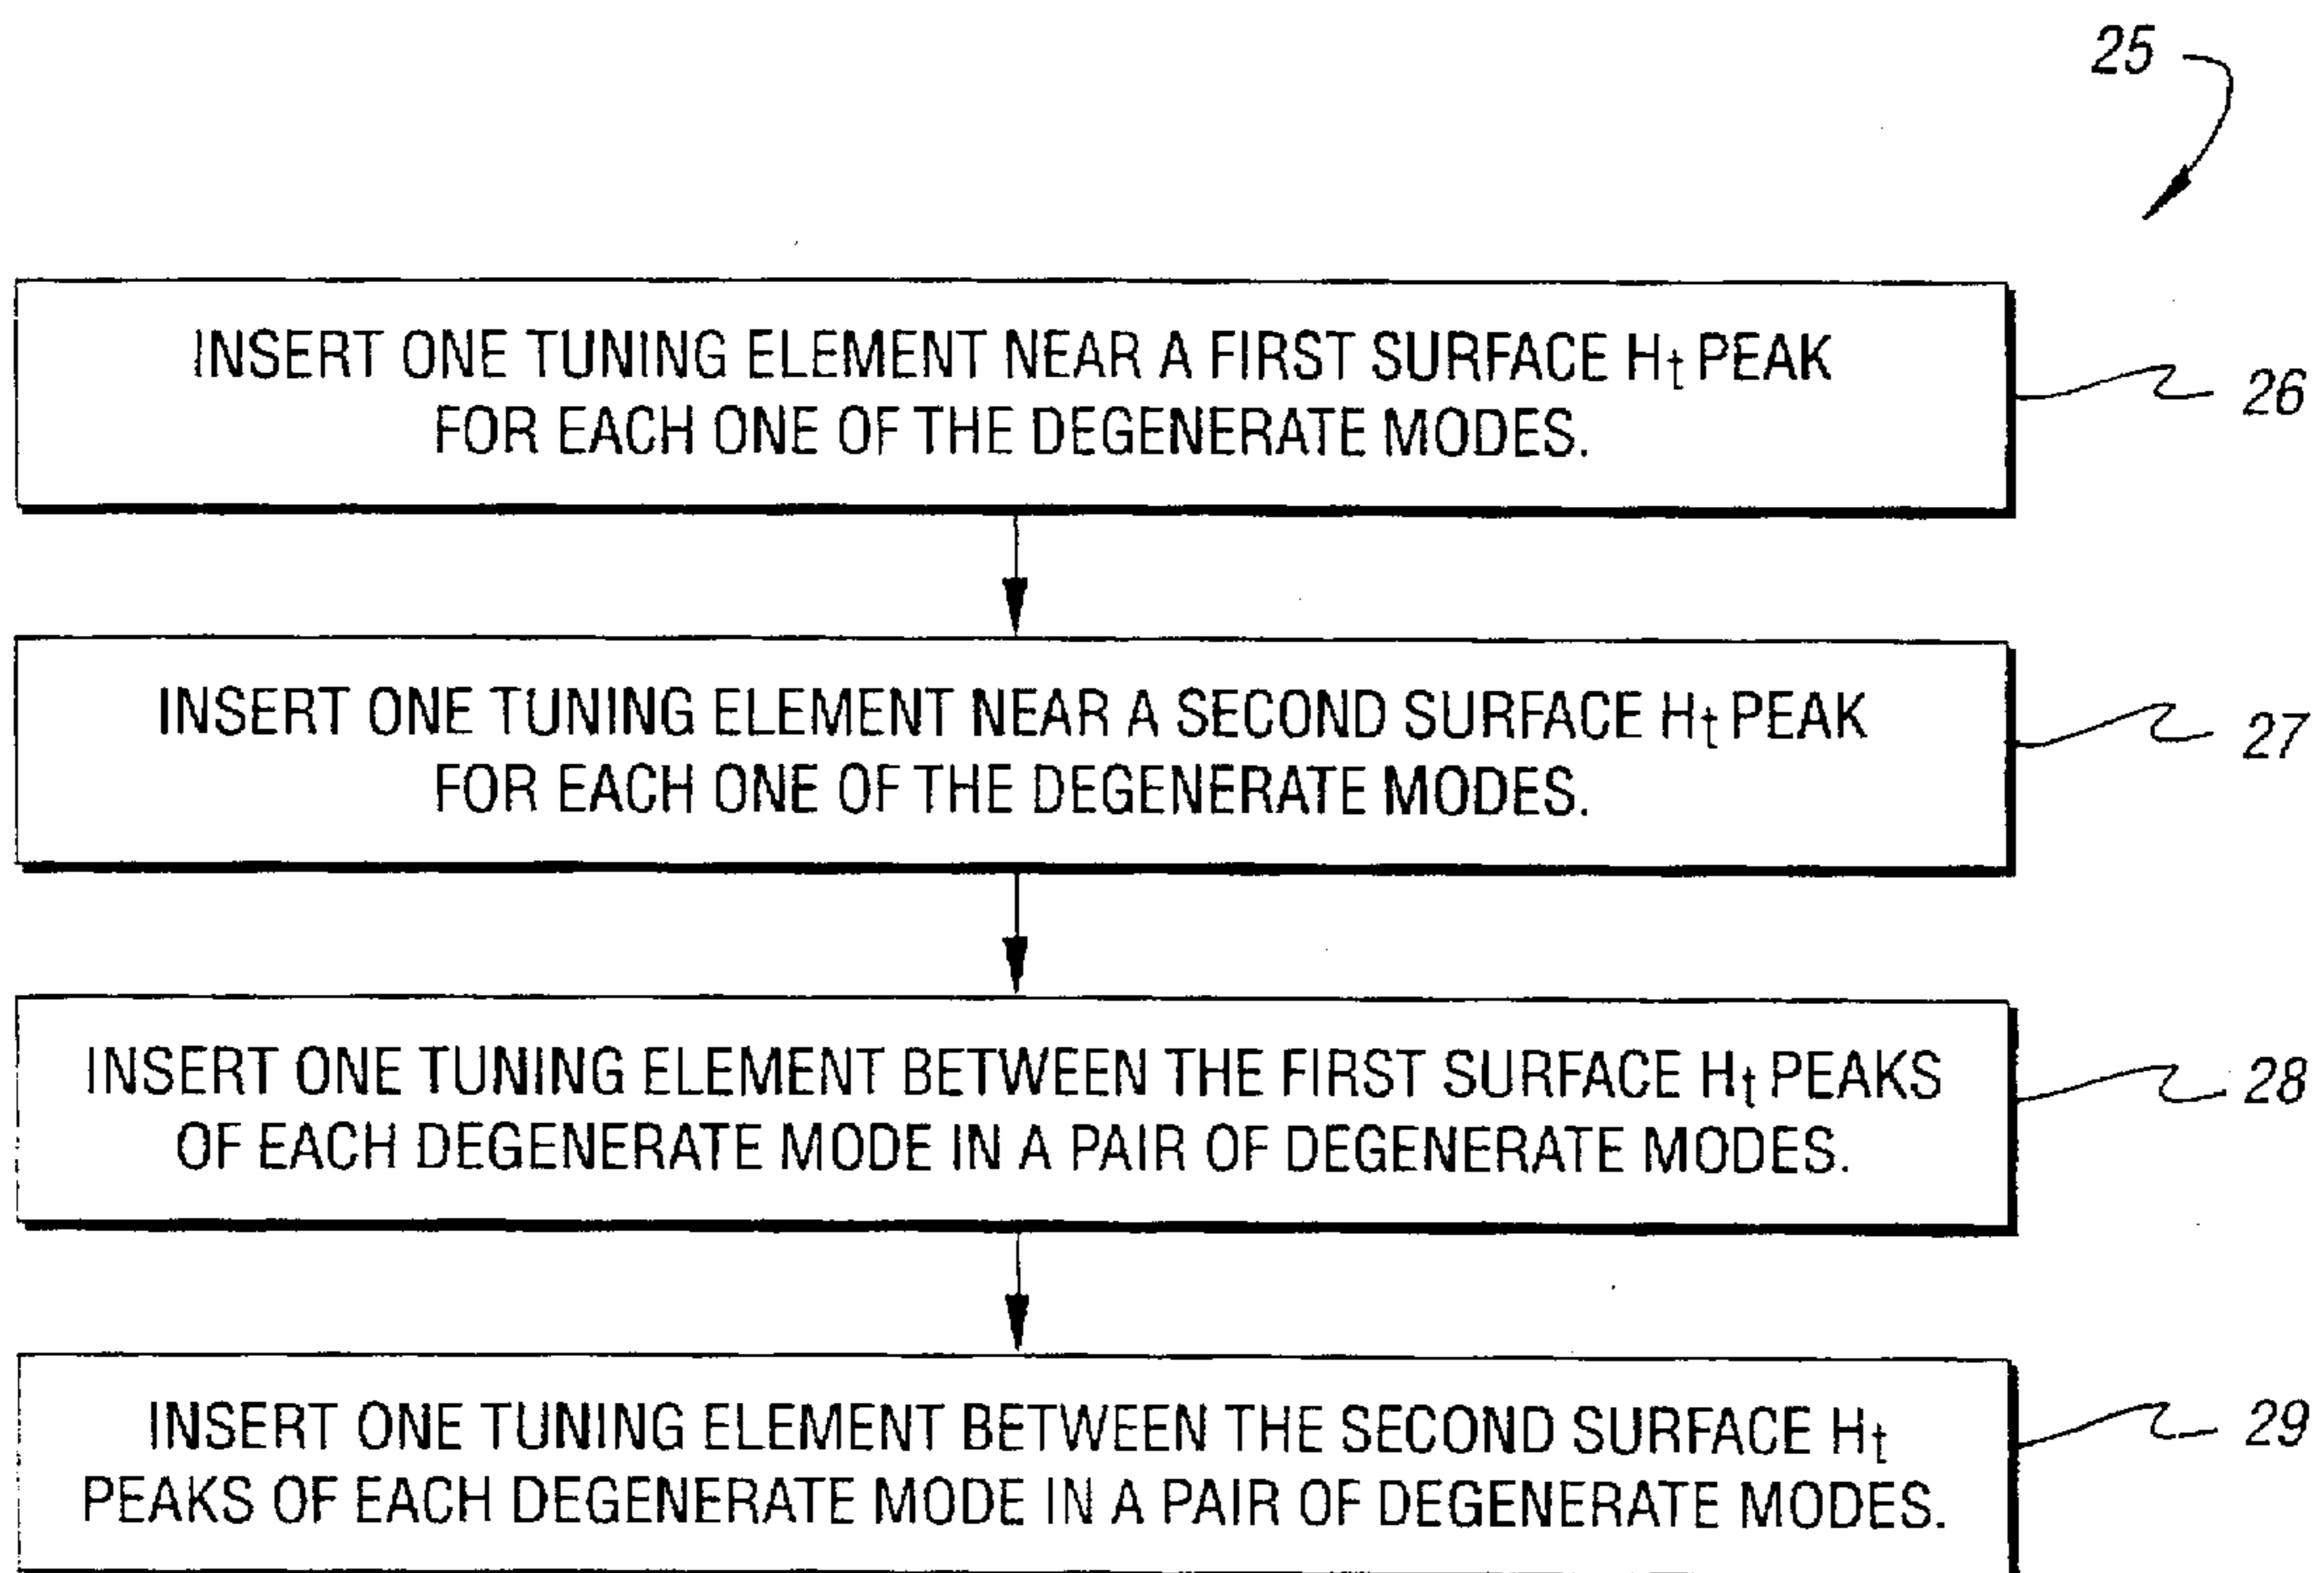 25
INSERT ONE TUNING ELEMENT NEAR A FIRST SURFACE Ht PEAK
FOR EACH ONE OF THE DEGENERATE MODES.
26
INSERT ONE TUNING ELEMENT NEAR A SECOND SURFACE Ht PEAK
FOR EACH ONE OF THE DEGENERATE MODES.
27
INSERT ONE TUNING ELEMENT BETWEEN THE FIRST SURFACE Ht PEAKS
OF EACH DEGENERATE MODE IN A PAIR OF DEGENERATE MODES.
28
INSERT ONE TUNING ELEMENT BETWEEN THE SECOND SURFACE Ht
PEAKS OF EACH DEGENERATE MODE IN A PAIR OF DEGENERATE MODES.
29